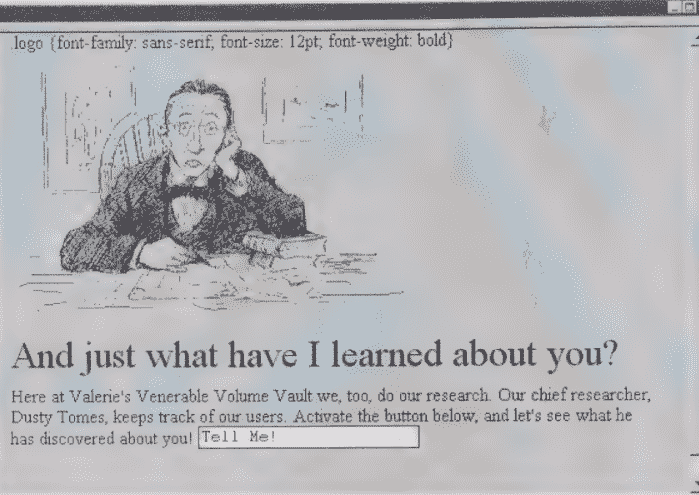 .logo {font-family: sans-serif; font-size: 12pt; font-weight: bold}
And just what have I learned about you?
Here at Valerie's Venerable Volume Vault we, too, do our research. Our chief researcher,
Dusty Tomes, keeps track of our users. Activate the button below, and let's see what he
has discovered about you! Tell Me!